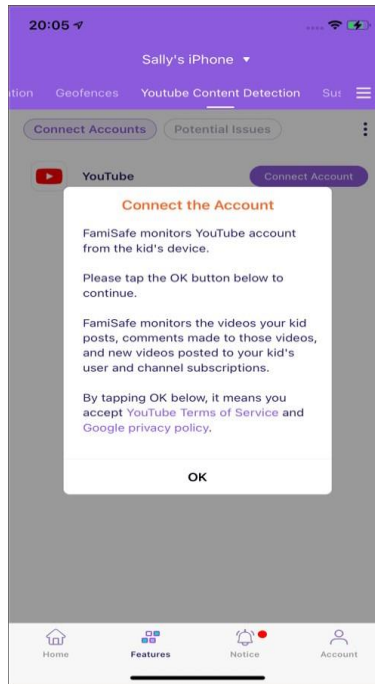 20:05
Sally's iPhone
tion Geofences Youtube Content Detection Sus
Connect Accounts Potential Issues
YouTube Connect Account
Connect the Account
FamiSafe monitors YouTube account
from the kid's device.
Please tap the OK button below to
continue.
FamiSafe monitors the videos your kid
posts, comments made to those videos,
and new videos posted to your kid's
user and channel subscriptions.
By tapping OK below, it means you
accept YouTube Terms of Service and
Google privacy policy.
OK
Home Features Notice Account